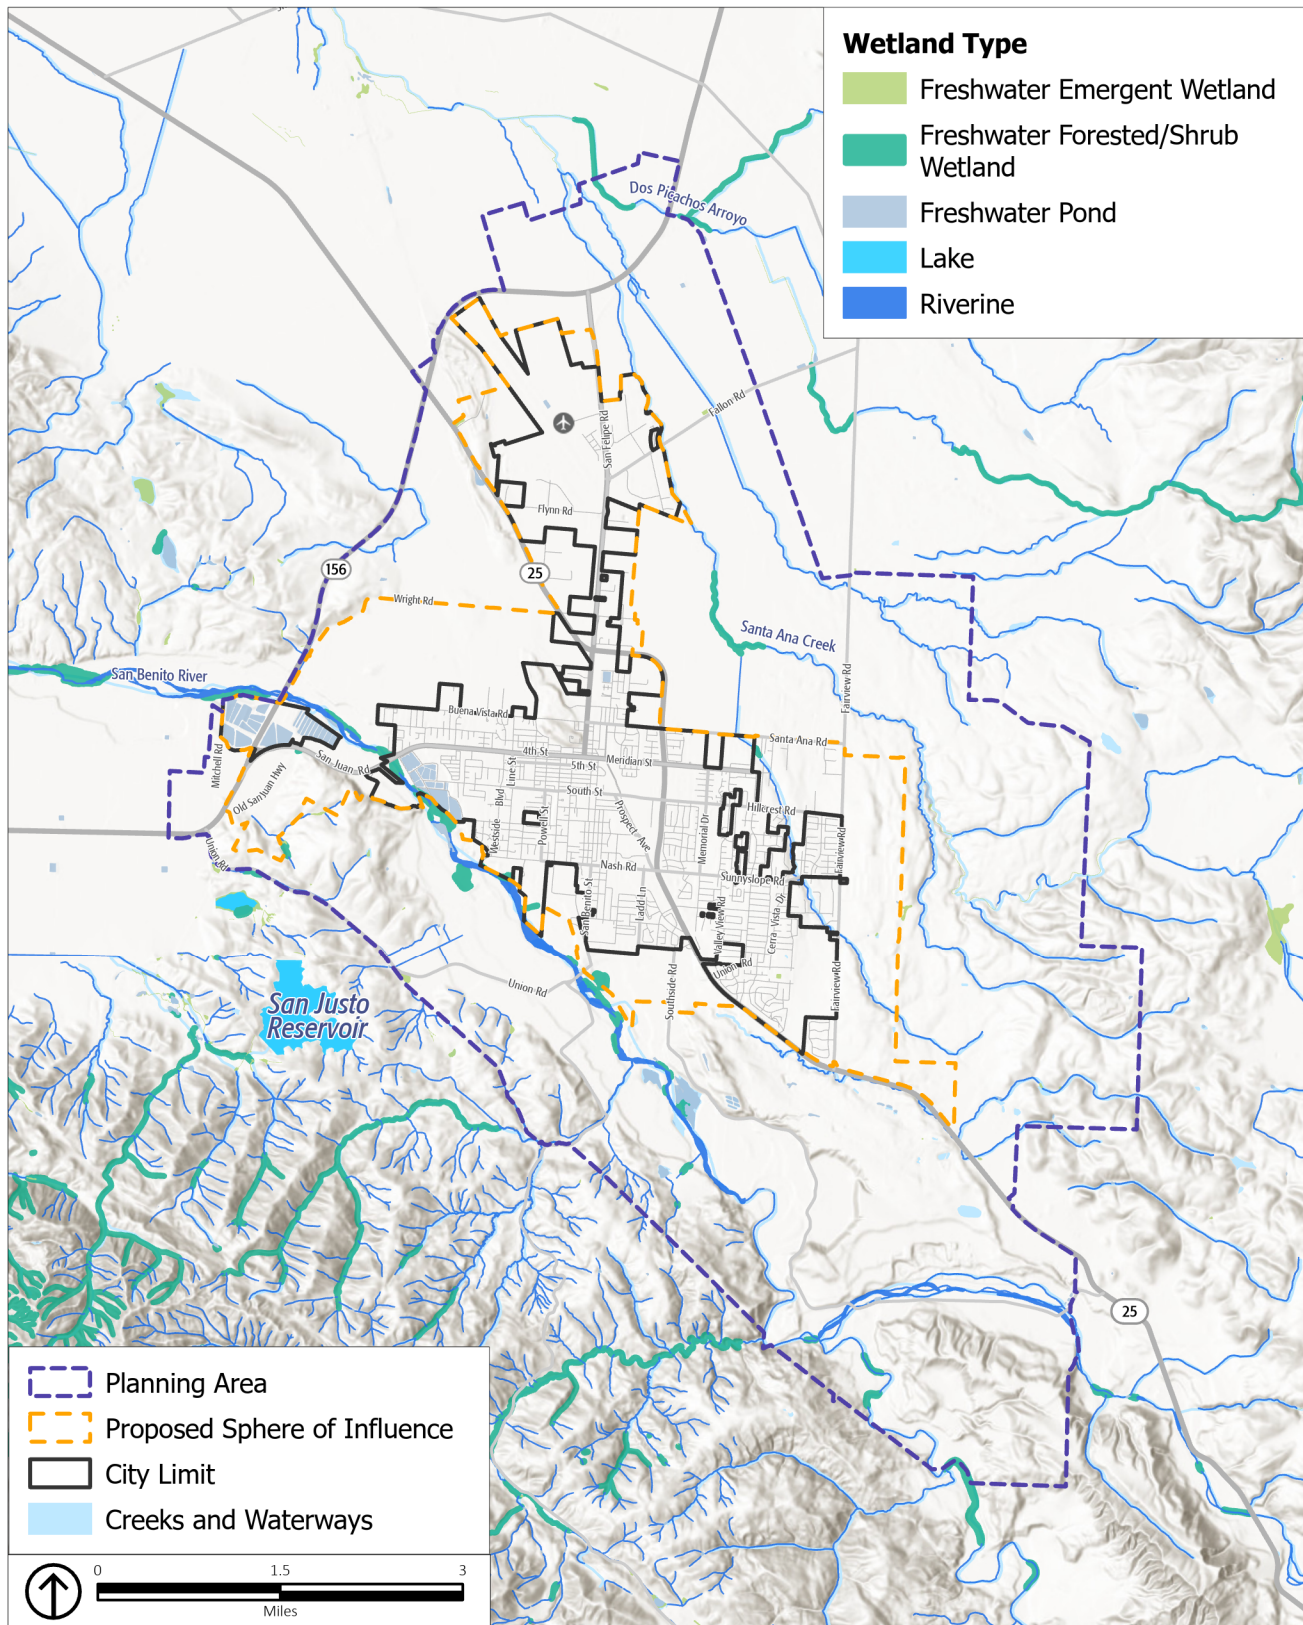 Wetland Type
Freshwater Emergent Wetland
Freshwater Forested/Shrub
Wetland
Freshwater Pond
Lake
Riverine
Dos Picachos Arroyo
Fallon Rd
San Felipe Rd
Flynn Rd
156
25
Wright Rd
Santa Ana Creek
San Benito River
Fairview Rd
Buena Vista Rd
Santa Ana Rd
Mitchell Rd
San Juan Rd
Old San Juan Hwy
4th St
Meridian St
5th St
Line St
South St
Hillcrest Rd
Westside Blvd
Powell St
Prospect Ave
Memorial Dr
Fairview Rd
Union Rd
Nash Rd
Sunnyslope Rd
San Benito St
Ladd Ln
Valley View Rd
Cerra Vista Dr
Union Rd
Fairview Rd
Union Rd
Southside Rd
San Justo
Reservoir
25
Planning Area
Proposed Sphere of Influence
City Limit
Creeks and Waterways
0
1.5
3
Miles